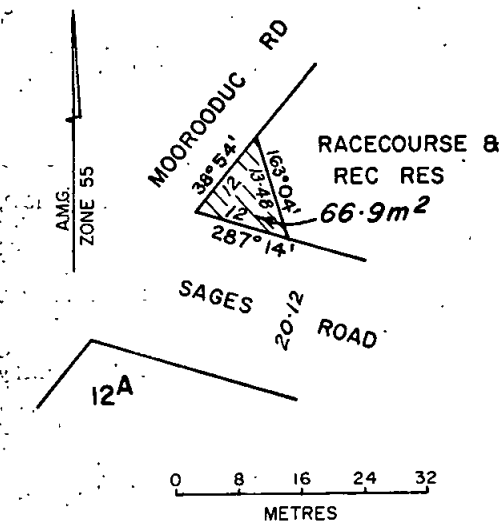 MOOROODUC RD
A.M.G.
ZONE 55
38°54'
12
13·48
163°04'
12
RACECOURSE &
REC RES
66·9m²
287°14'
SAGES ROAD
20·12
12A
0 8 16 24 32
METRES